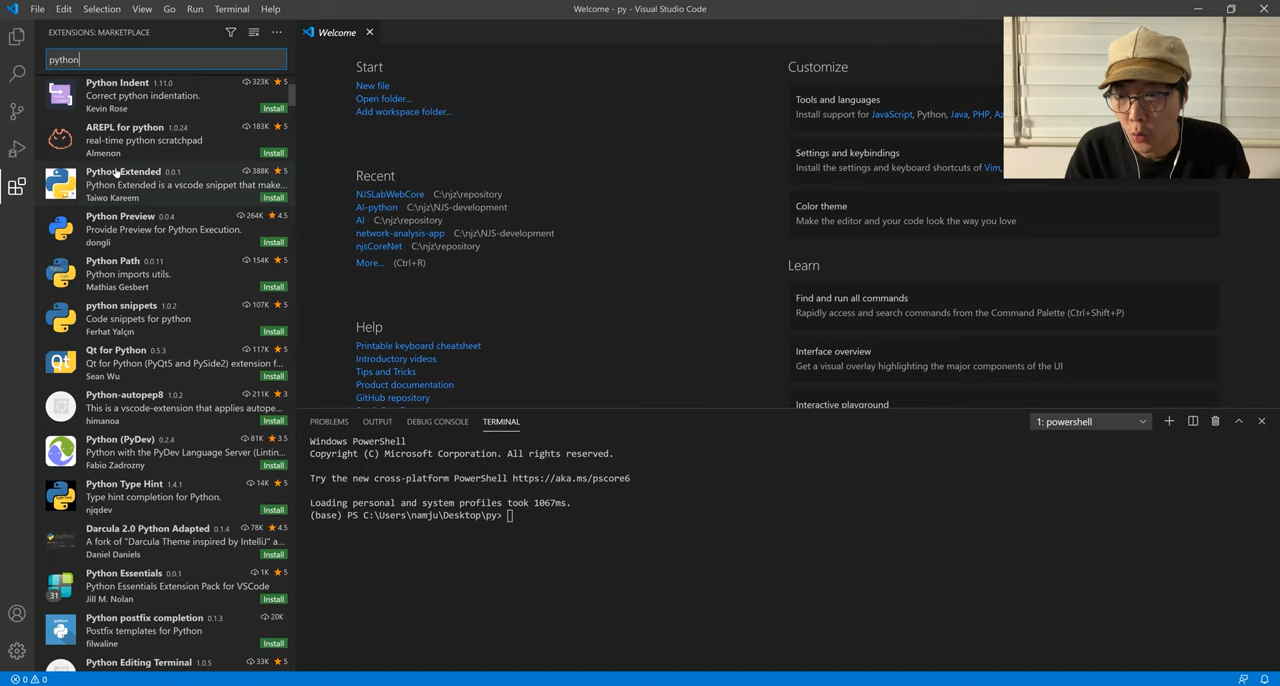 File Edit Selection View Go Run Terminal Help
Welcome - py - Visual Studio Code
EXTENSIONS: MARKETPLACE
python
Python Indent 1.11.0 323K 5
Correct python indentation.
Kevin Rose Install
AREPL for python 1.0.24 183K 5
real-time python scratchpad
Almenon Install
Python Extended 0.0.1 388K 5
Python Extended is a vscode snippet that make...
Taiwo Kareem Install
Python Preview 0.0.4 264K 4.5
Provide Preview for Python Execution.
dongli Install
Python Path 0.0.11 154K 5
Python imports utils.
Mathias Gesbert Install
python snippets 1.0.2 107K 5
Code snippets for python
Ferhat Yalçın Install
Qt for Python 0.5.3 117K 5
Qt for Python (PyQt5 and PySide2) extension f...
Sean Wu Install
Python-autopep8 1.0.2 211K 3
This is a vscode-extension that applies autope...
himanoa Install
Python (PyDev) 0.2.4 81K 3.5
Python with the PyDev Language Server (Lintin...
Fabio Zadrozny Install
Python Type Hint 1.4.1 14K 5
Type hint completion for Python.
njqdev Install
Darcula 2.0 Python Adapted 0.1.4 78K 4.5
A fork of "Darcula Theme inspired by IntelliJ" a...
Daniel Daniels Install
Python Essentials 0.0.1 1K 5
Python Essentials Extension Pack for VSCode
31
Jill M. Nolan Install
Python postfix completion 0.1.3 20K
Postfix templates for Python
filwaline Install
Python Editing Terminal 1.0.5 33K 5
Welcome
Start
New file
Open folder...
Add workspace folder...
Recent
NJSLabWebCore C:\njz\repository
AI-python C:\njz\NJS-development
AI C:\njz\repository
network-analysis-app C:\njz\NJS-development
njsCoreNet C:\njz\repository
More... (Ctrl+R)
Help
Printable keyboard cheatsheet
Introductory videos
Tips and Tricks
Product documentation
GitHub repository
Customize
Tools and languages
Install support for JavaScript, Python, Java, PHP, Az
Settings and keybindings
Install the settings and keyboard shortcuts of Vim,
Color theme
Make the editor and your code look the way you love
Learn
Find and run all commands
Rapidly access and search commands from the Command Palette (Ctrl+Shift+P)
Interface overview
Get a visual overlay highlighting the major components of the UI
Interactive playground
PROBLEMS OUTPUT DEBUG CONSOLE TERMINAL
1: powershell
Windows PowerShell
Copyright (C) Microsoft Corporation. All rights reserved.
Try the new cross-platform PowerShell https://aka.ms/pscore6
Loading personal and system profiles took 1067ms.
(base) PS C:\Users\namju\Desktop\py>
0 0